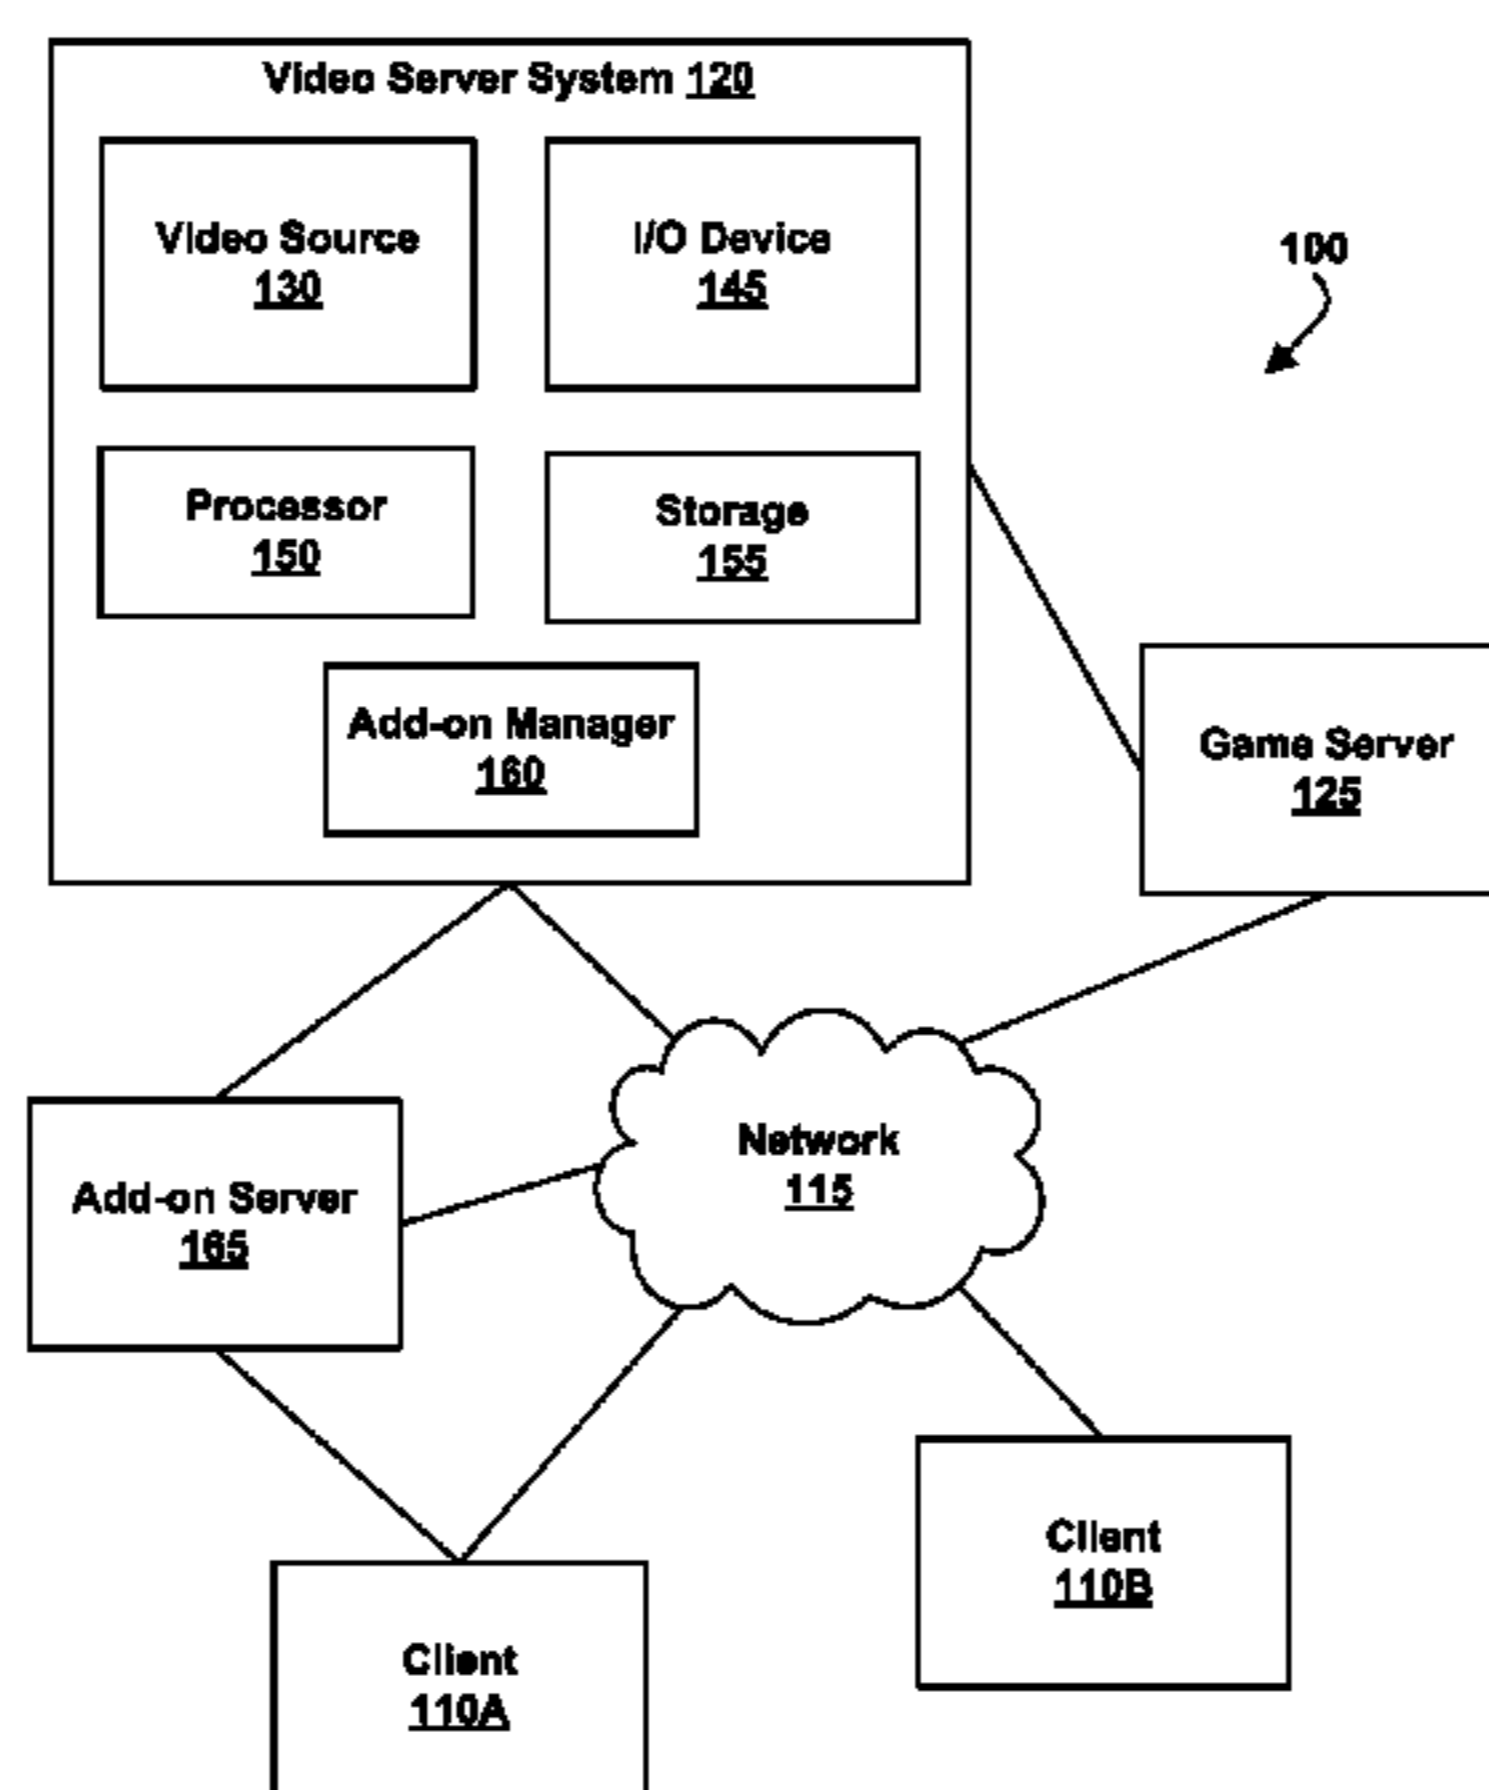 Video Server System 120
Video Source
130
I/O Device
145
100
Processor
150
Storage
155
Add-on Manager
160
Game Server
125
Network
115
Add-on Server
165
Client
110B
Client
110A